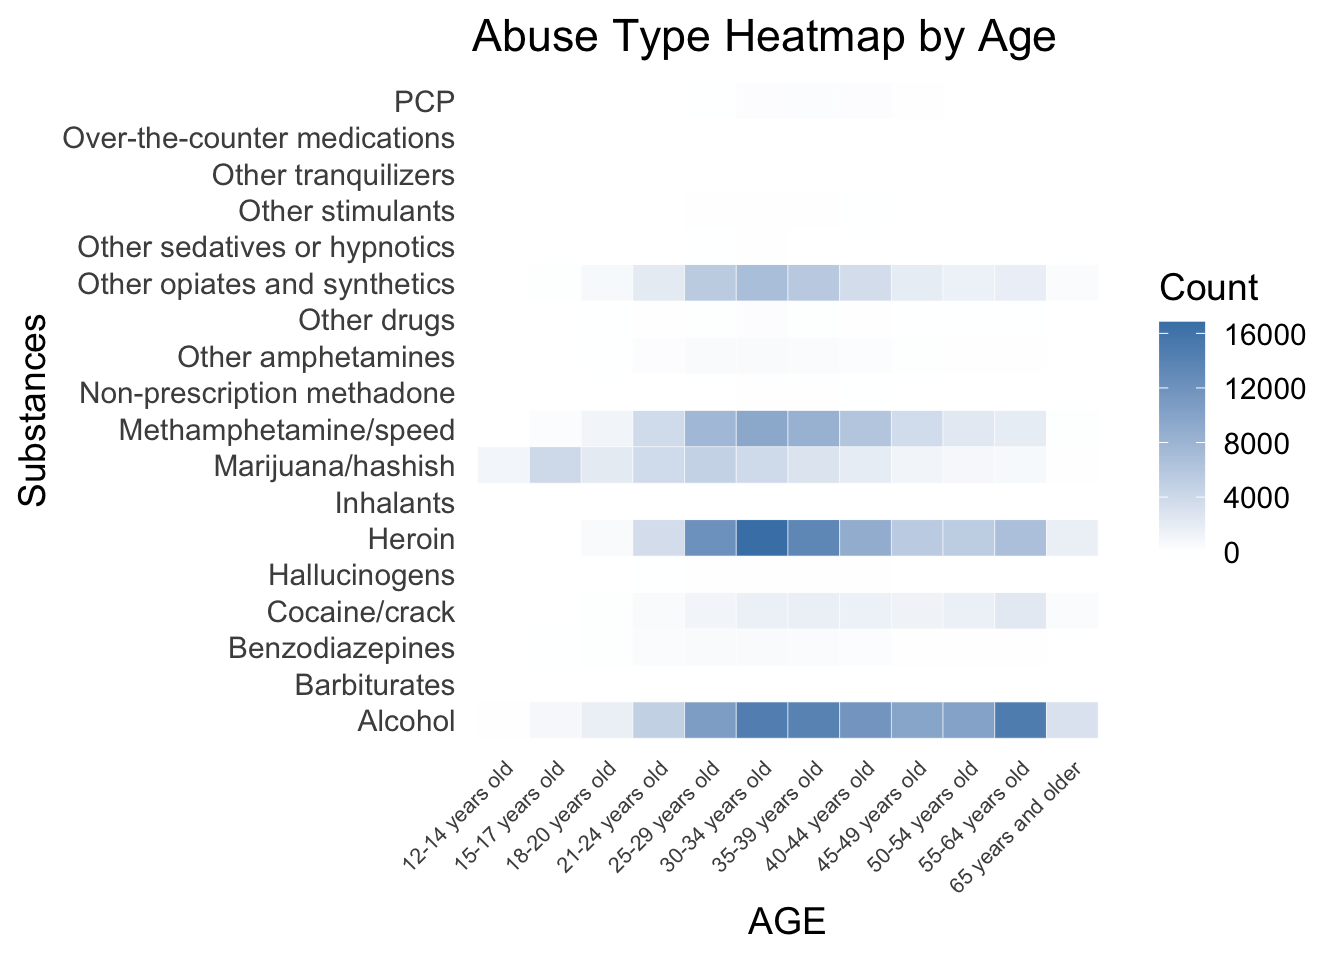 Abuse Type Heatmap by Age
Substances
PCP
Over-the-counter medications
Other tranquilizers
Other stimulants
Other sedatives or hypnotics
Other opiates and synthetics
Other drugs
Other amphetamines
Non-prescription methadone
Methamphetamine/speed
Marijuana/hashish
Inhalants
Heroin
Hallucinogens
Cocaine/crack
Benzodiazepines
Barbiturates
Alcohol
12-14 years old
15-17 years old
18-20 years old
21-24 years old
25-29 years old
30-34 years old
35-39 years old
40-44 years old
45-49 years old
50-54 years old
55-64 years old
65 years and older
AGE
Count
16000
12000
8000
4000
0